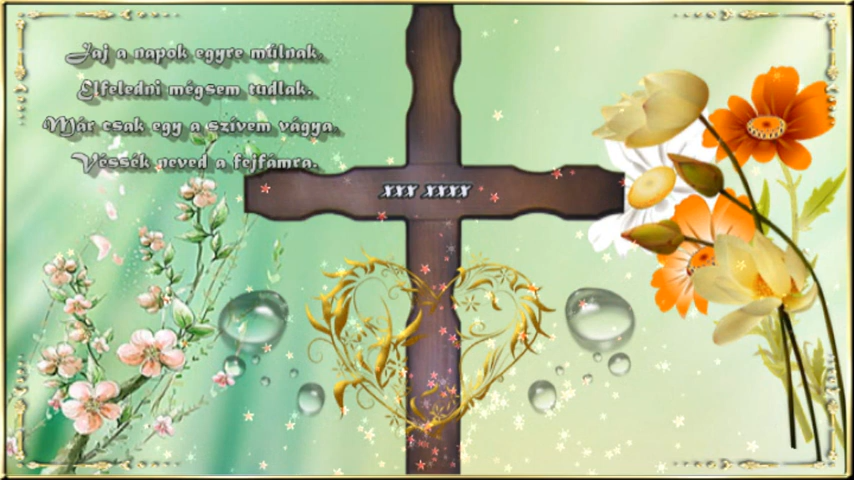 Jaj a napok egyre múlnak.
Elfeledni mégsem tudlak.
Már csak egy a szívem vágya.
Véssék neved a fejfámra.
xxx xxxx